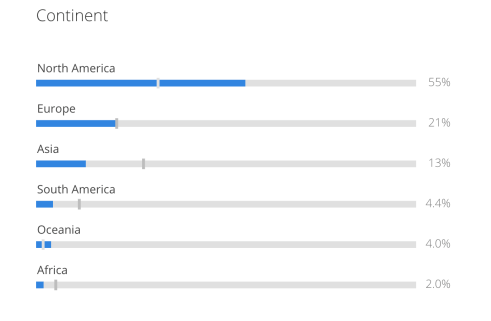 Continent
North America
55%
Europe
21%
Asia
13%
South America
4.4%
Oceania
4.0%
Africa
2.0%